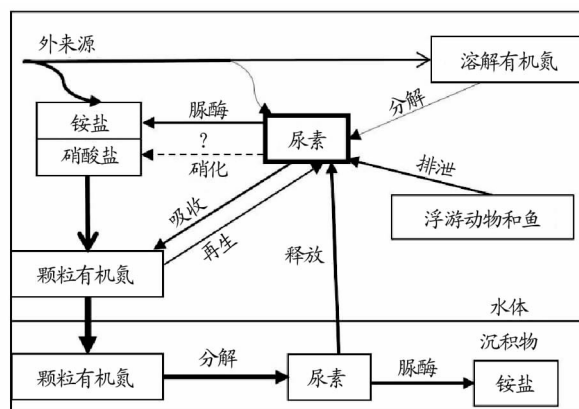 外来源
溶解有机氮
脲酶
分解
铵盐
?
尿素
硝酸盐
硝化
排泄
吸收
再生
浮游动物和鱼
释放
颗粒有机氮
水体
沉积物
分解
脲酶
颗粒有机氮
尿素
铵盐